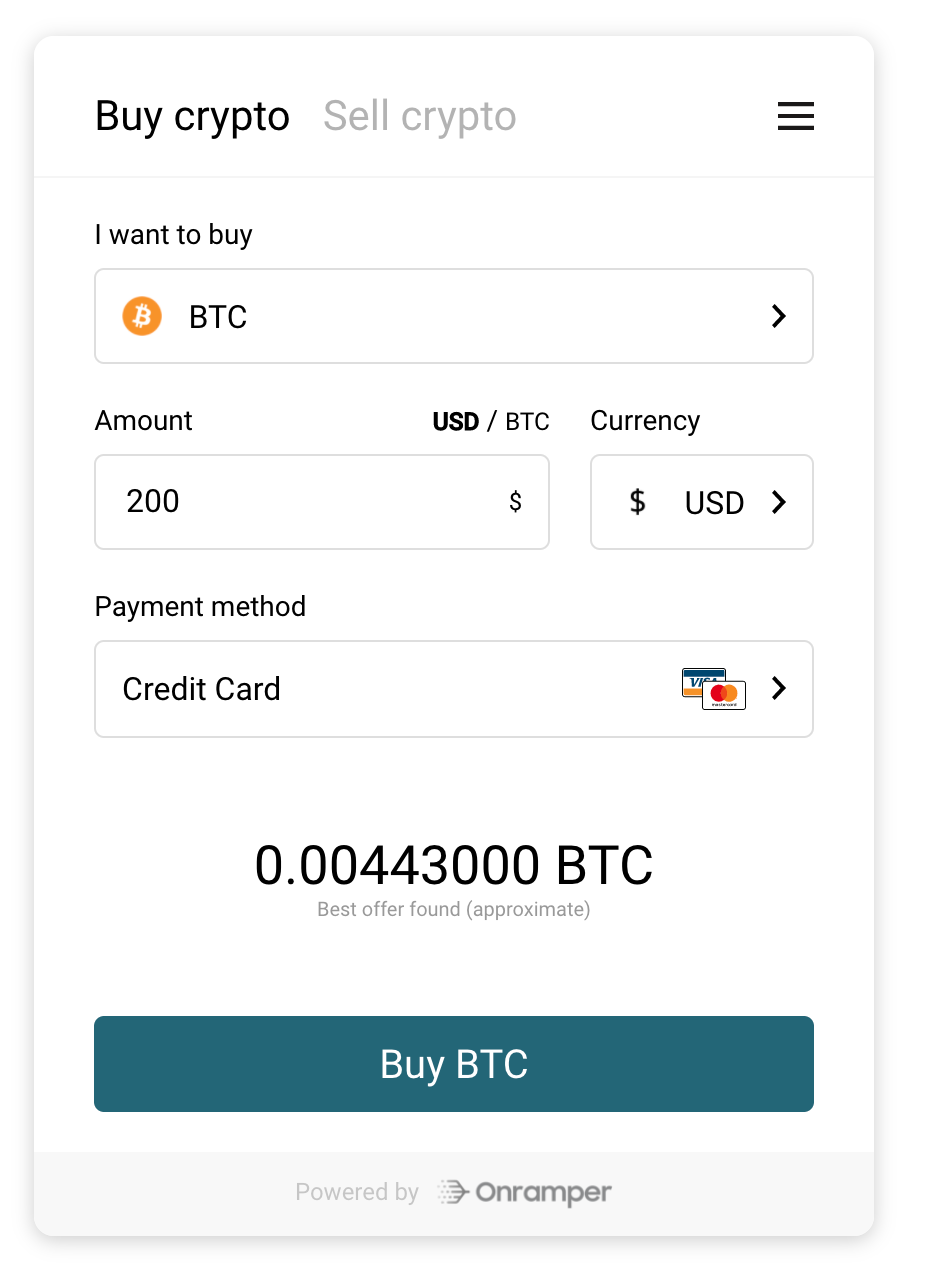 Buy crypto Sell crypto
I want to buy
BTC
Amount USD / BTC Currency
200 $ $ USD
Payment method
Credit Card VISA
mastercard
0.00443000 BTC
Best offer found (approximate)
Buy BTC
Powered by Onramper